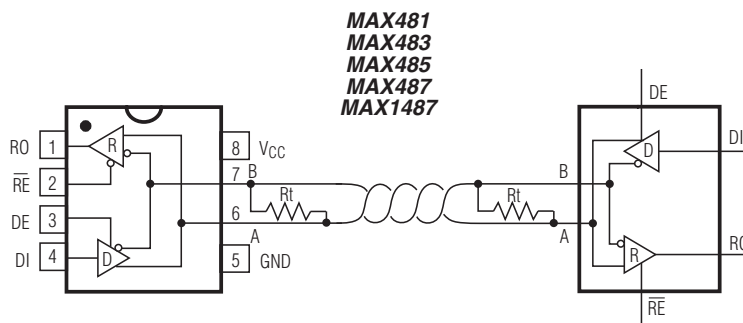 MAX481
MAX483
MAX485
MAX487
MAX1487
DE
RO 1 R 8 VCC D DI
RE 2 7 B Rt B Rt
DE 3 6 A A
DI 4 D 5 GND R RO
RE